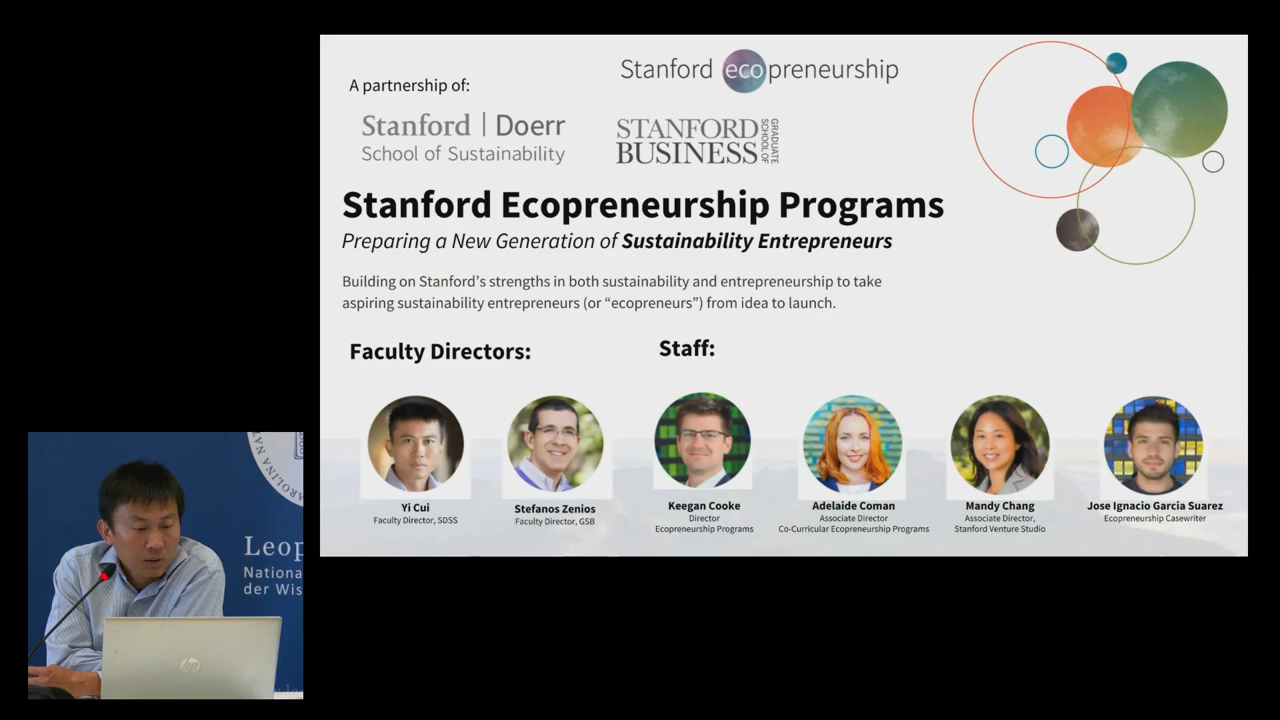 A partnership of:
Stanford ecopreneurship
Stanford | Doerr
School of Sustainability
STANFORD
BUSINESS
GRADUATE
SCHOOL OF
Stanford Ecopreneurship Programs
Preparing a New Generation of Sustainability Entrepreneurs
Building on Stanford's strengths in both sustainability and entrepreneurship to take
aspiring sustainability entrepreneurs (or “ecopreneurs”) from idea to launch.
Faculty Directors:
Staff:
Yi Cui
Faculty Director, SDSS
Stefanos Zenios
Faculty Director, GSB
Keegan Cooke
Director
Ecopreneurship Programs
Adelaide Coman
Associate Director
Co-Curricular Ecopreneurship Programs
Mandy Chang
Associate Director,
Stanford Venture Studio
Jose Ignacio Garcia Suarez
Ecopreneurship Casewriter
CAROLINA NA
Leop
National
der Wis
hp